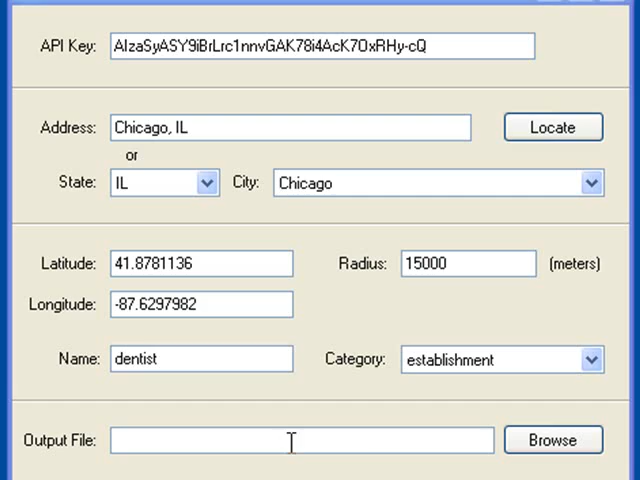 API Key: AIzaSyASY9iBrLrc1nnvGAK78i4AcK7OxRHy-cQ
Address: Chicago, IL Locate
or
State: IL City: Chicago
Latitude: 41.8781136 Radius: 15000 (meters)
Longitude: -87.6297982
Name: dentist Category: establishment
Output File: Browse